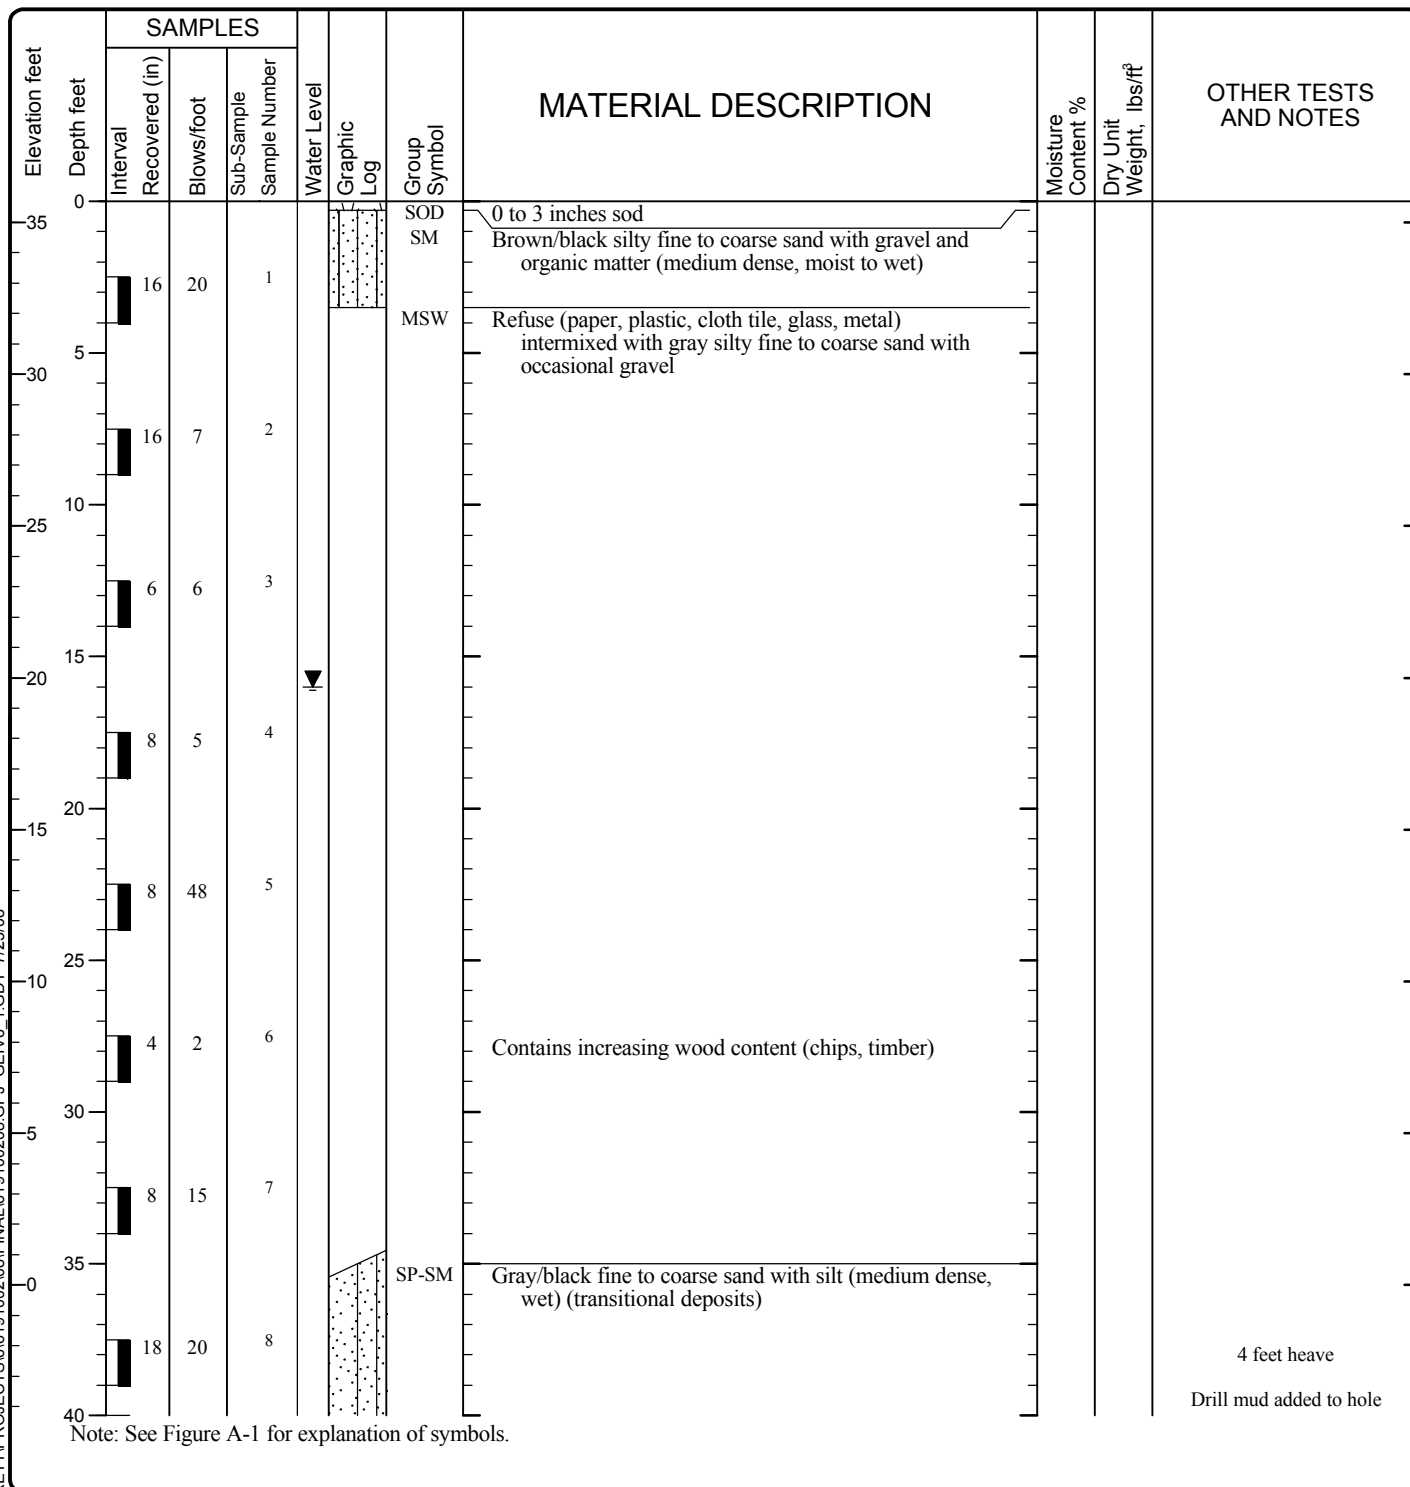 SAMPLES
Elevation feet
Depth feet
Interval
Recovered (in)
Blows/foot
Sub-Sample
Sample Number
Water Level
Graphic
Log
Group
Symbol
MATERIAL DESCRIPTION
Moisture
Content %
Dry Unit
Weight, lbs/ft³
OTHER TESTS
AND NOTES
0
SOD
0 to 3 inches sod
35
SM
Brown/black silty fine to coarse sand with gravel and
organic matter (medium dense, moist to wet)
16 20 1
MSW
Refuse (paper, plastic, cloth tile, glass, metal)
intermixed with gray silty fine to coarse sand with
occasional gravel
5
30
16 7 2
10
25
6 6 3
15
20
8 5 4
20
15
8 48 5
25
10
4 2 6
Contains increasing wood content (chips, timber)
30
5
8 15 7
35
0
SP-SM
Gray/black fine to coarse sand with silt (medium dense,
wet) (transitional deposits)
18 20 8
4 feet heave
Drill mud added to hole
40
Note: See Figure A-1 for explanation of symbols.